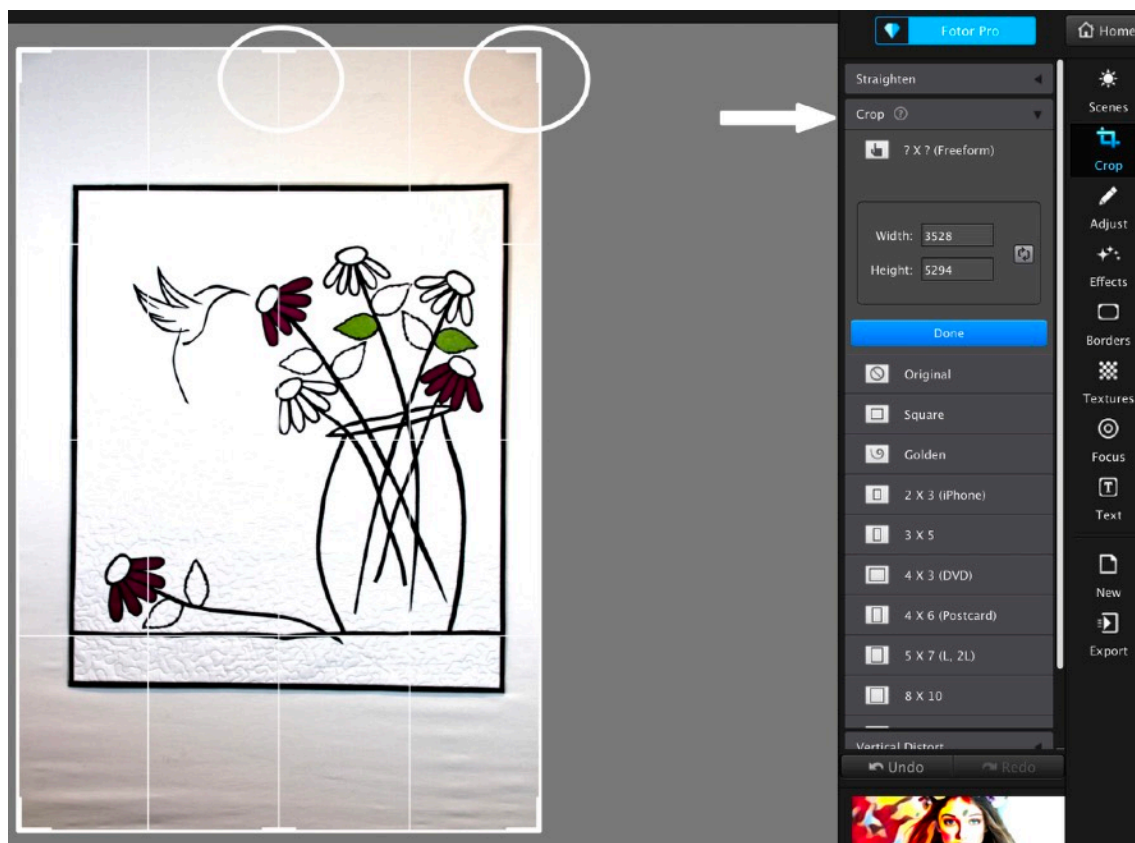 Fotor Pro
Home
Straighten
Crop ?
? X ? (Freeform)
Width: 3528
Height: 5294
Done
Original
Square
Golden
2 X 3 (iPhone)
3 X 5
4 X 3 (DVD)
4 X 6 (Postcard)
5 X 7 (L, 2L)
8 X 10
Vertical Distort
Undo
Redo
Scenes
Crop
Adjust
Effects
Borders
Textures
Focus
T
Text
New
Export